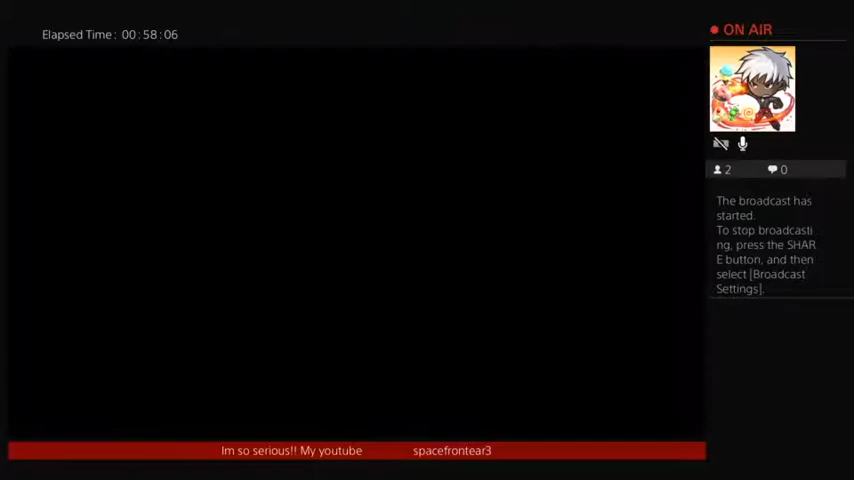 Elapsed Time: 00:58:06
ON AIR
2 0
The broadcast has
started.
To stop broadcasti
ng, press the SHAR
E button, and then
select [Broadcast
Settings].
Im so serious!! My youtube spacefrontear3